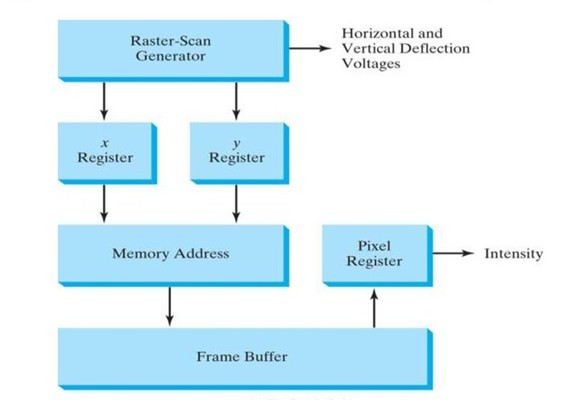 Raster-Scan
Generator
Horizontal and
Vertical Deflection
Voltages
x
Register
y
Register
Memory Address
Pixel
Register
Intensity
Frame Buffer